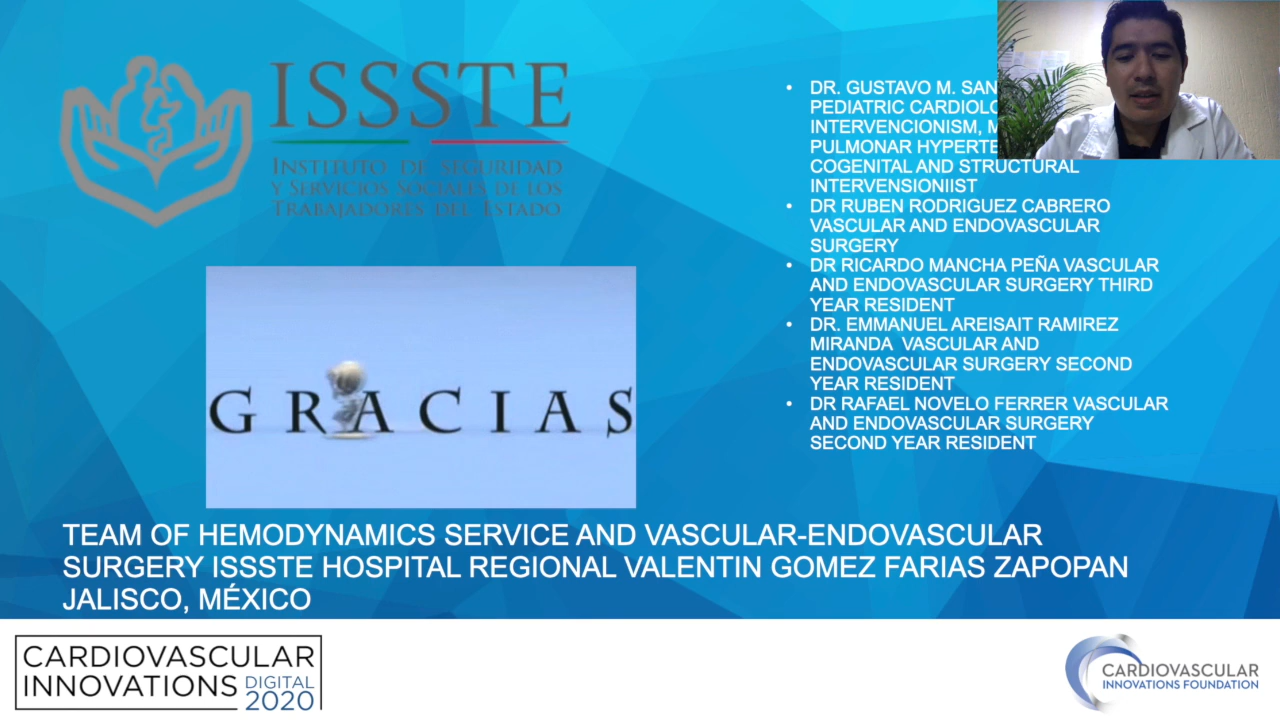 ISSSTE
INSTITUTO DE SEGURIDAD
Y SERVICIOS SOCIALES DE LOS
TRABAJADORES DEL ESTADO
GRACIAS
DR. GUSTAVO M.
PEDIATRIC
INTERVENCIONISM,
PULMONAR
COGENITAL AND STRUCTURAL
INTERVENSIONIIST
DR RUBEN RODRIGUEZ CABRERO
VASCULAR AND ENDOVASCULAR
SURGERY
DR RICARDO MANCHA PEÑA VASCULAR
AND ENDOVASCULAR SURGERY THIRD
YEAR RESIDENT
DR. EMMANUEL AREISAIT RAMIREZ
MIRANDA VASCULAR AND
ENDOVASCULAR SURGERY SECOND
YEAR RESIDENT
DR RAFAEL NOVELO FERRER VASCULAR
AND ENDOVASCULAR SURGERY
SECOND YEAR RESIDENT
TEAM OF HEMODYNAMICS SERVICE AND VASCULAR-ENDOVASCULAR
SURGERY ISSSTE HOSPITAL REGIONAL VALENTIN GOMEZ FARIAS ZAPOPAN
JALISCO, MÉXICO
CARDIOVASCULAR
INNOVATIONS DIGITAL
2020
CARDIOVASCULAR
INNOVATIONS FOUNDATION